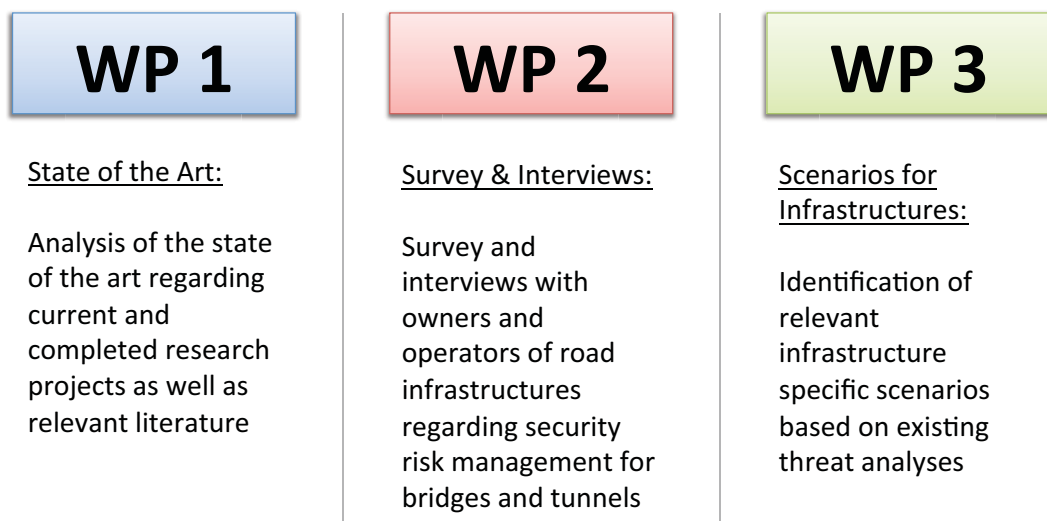 WP 1
State of the Art:
Analysis of the state
of the art regarding
current and
completed research
projects as well as
relevant literature
WP 2
Survey & Interviews:
Survey and
interviews with
owners and
operators of road
infrastructures
regarding security
risk management for
bridges and tunnels
WP 3
Scenarios for
Infrastructures:
Identification of
relevant
infrastructure
specific scenarios
based on existing
threat analyses